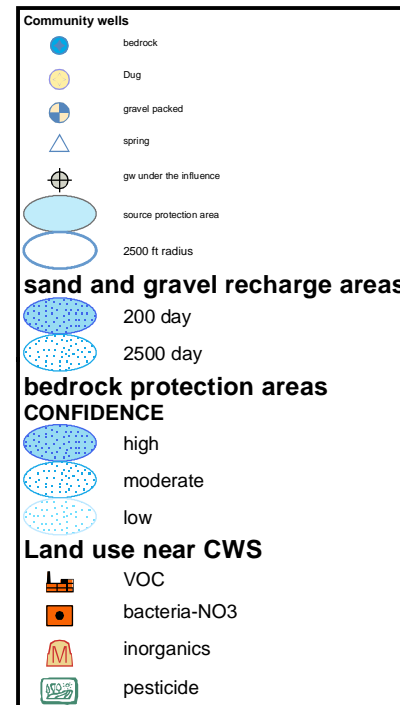 Community wells
bedrock
Dug
gravel packed
spring
gw under the influence
source protection area
2500 ft radius
sand and gravel recharge areas
200 day
2500 day
bedrock protection areas
CONFIDENCE
high
moderate
low
Land use near CWS
VOC
bacteria-NO3
M inorganics
pesticide